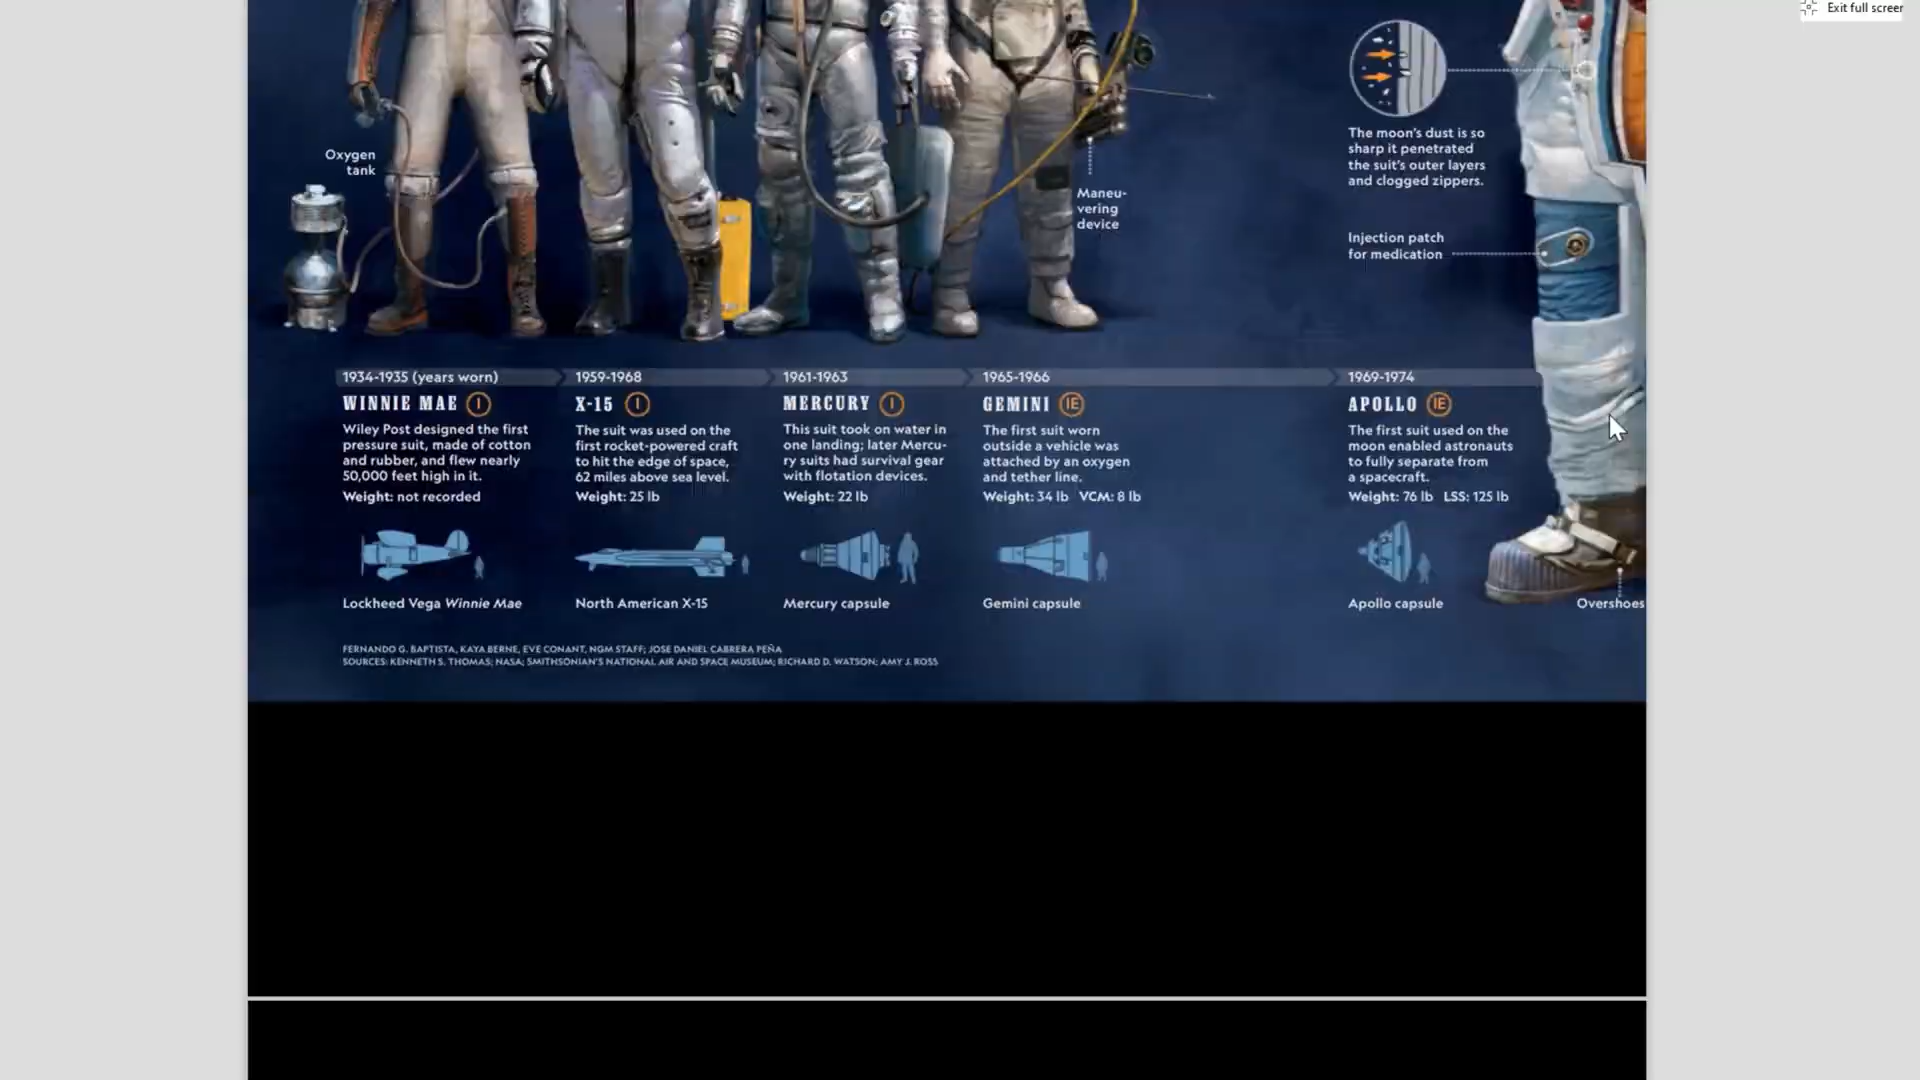 Exit full screen
The moon's dust is so
sharp it penetrated
the suit's outer layers
and clogged zippers.
Oxygen
tank
Maneu-
vering
device
Injection patch
for medication
1934-1935 (years worn)
WINNIE MAE I
Wiley Post designed the first
pressure suit, made of cotton
and rubber, and flew nearly
50,000 feet high in it.
Weight: not recorded
Lockheed Vega Winnie Mae
1959-1968
X-15 I
The suit was used on the
first rocket-powered craft
to hit the edge of space,
62 miles above sea level.
Weight: 25 lb
North American X-15
1961-1963
MERCURY I
This suit took on water in
one landing; later Mercu-
ry suits had survival gear
with flotation devices.
Weight: 22 lb
Mercury capsule
1965-1966
GEMINI IE
The first suit worn
outside a vehicle was
attached by an oxygen
and tether line.
Weight: 34 lb VCM: 8 lb
Gemini capsule
1969-1974
APOLLO IE
The first suit used on the
moon enabled astronauts
to fully separate from
a spacecraft.
Weight: 76 lb LSS: 125 lb
Apollo capsule
Overshoes
FERNANDO G. BAPTISTA, KAYA BERNE, EVE CONANT, NGM STAFF; JOSE DANIEL CABRERA PEÑA
SOURCES: KENNETH S. THOMAS; NASA; SMITHSONIAN'S NATIONAL AIR AND SPACE MUSEUM; RICHARD D. WATSON; AMY J. ROSS